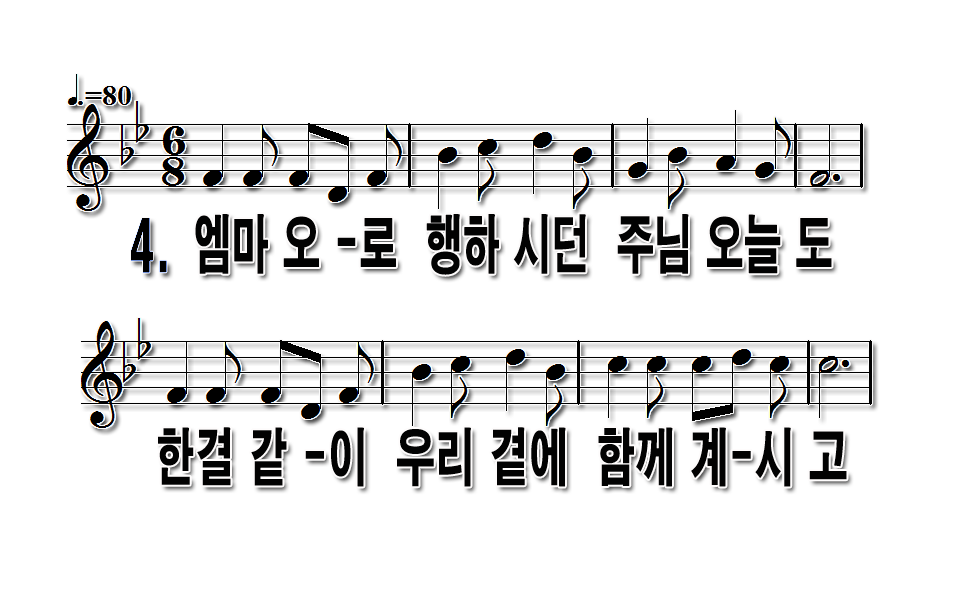 ♩.=80
6
8
4. 엠마 오 -로 행하 시던 주님 오늘 도
한결 같 -이 우리 곁에 함께 계-시 고